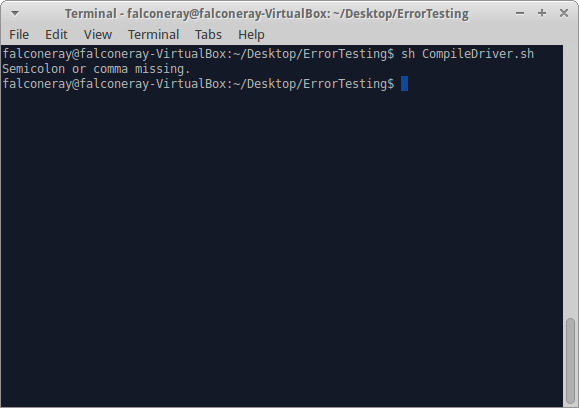 Terminal - falconeray@falconeray-VirtualBox: ~/Desktop/ErrorTesting
File Edit View Terminal Tabs Help
falconeray@falconeray-VirtualBox:~/Desktop/ErrorTesting$ sh CompileDriver.sh
Semicolon or comma missing.
falconeray@falconeray-VirtualBox:~/Desktop/ErrorTesting$